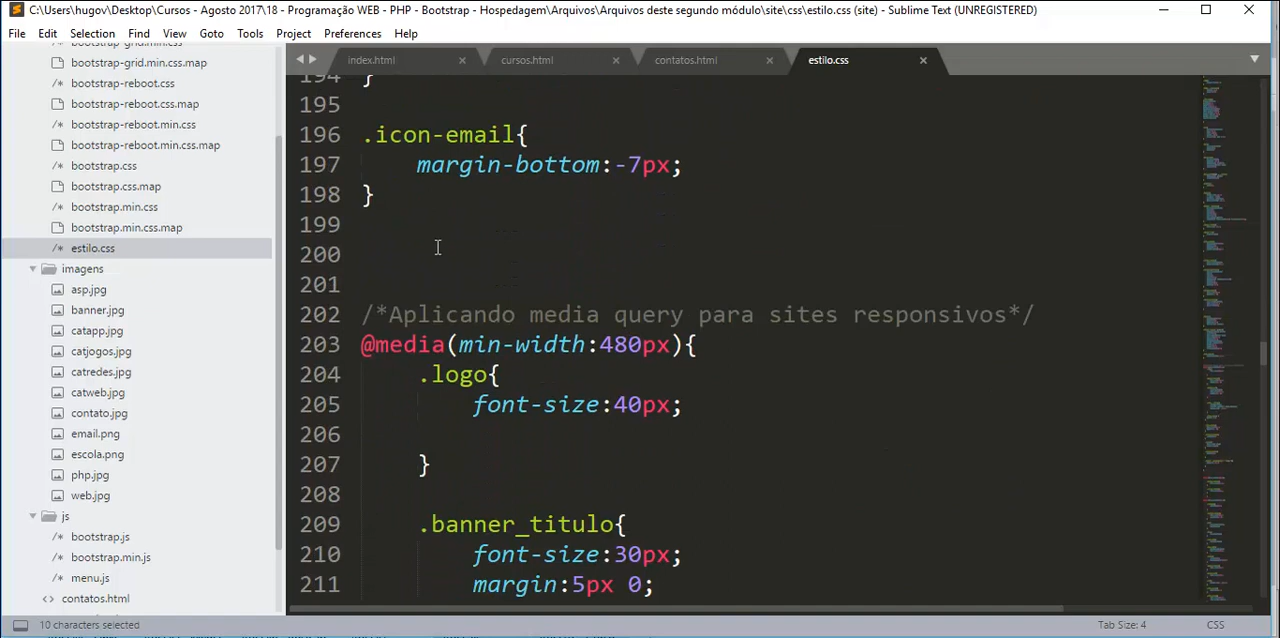 C:\Users\hugov\Desktop\Cursos - Agosto 2017\18 - Programação WEB - PHP - Bootstrap - Hospedagem\Arquivos\Arquivos deste segundo módulo\site\css\estilo.css (site) - Sublime Text (UNREGISTERED)
File Edit Selection Find View Goto Tools Project Preferences Help
bootstrap-grid.min.css
bootstrap-grid.min.css.map
bootstrap-reboot.css
bootstrap-reboot.css.map
bootstrap-reboot.min.css
bootstrap-reboot.min.css.map
bootstrap.css
bootstrap.css.map
bootstrap.min.css
bootstrap.min.css.map
estilo.css
imagens
asp.jpg
banner.jpg
catapp.jpg
catjogos.jpg
catredes.jpg
catweb.jpg
contato.jpg
email.png
escola.png
php.jpg
web.jpg
js
bootstrap.js
bootstrap.min.js
menu.js
contatos.html
index.html cursos.html contatos.html estilo.css
194 }
195
196 .icon-email{
197 margin-bottom:-7px;
198 }
199
200
201
202 /*Aplicando media query para sites responsivos*/
203 @media(min-width:480px){
204 .logo{
205 font-size:40px;
206
207 }
208
209 .banner_titulo{
210 font-size:30px;
211 margin:5px 0;
10 characters selected Tab Size: 4 CSS